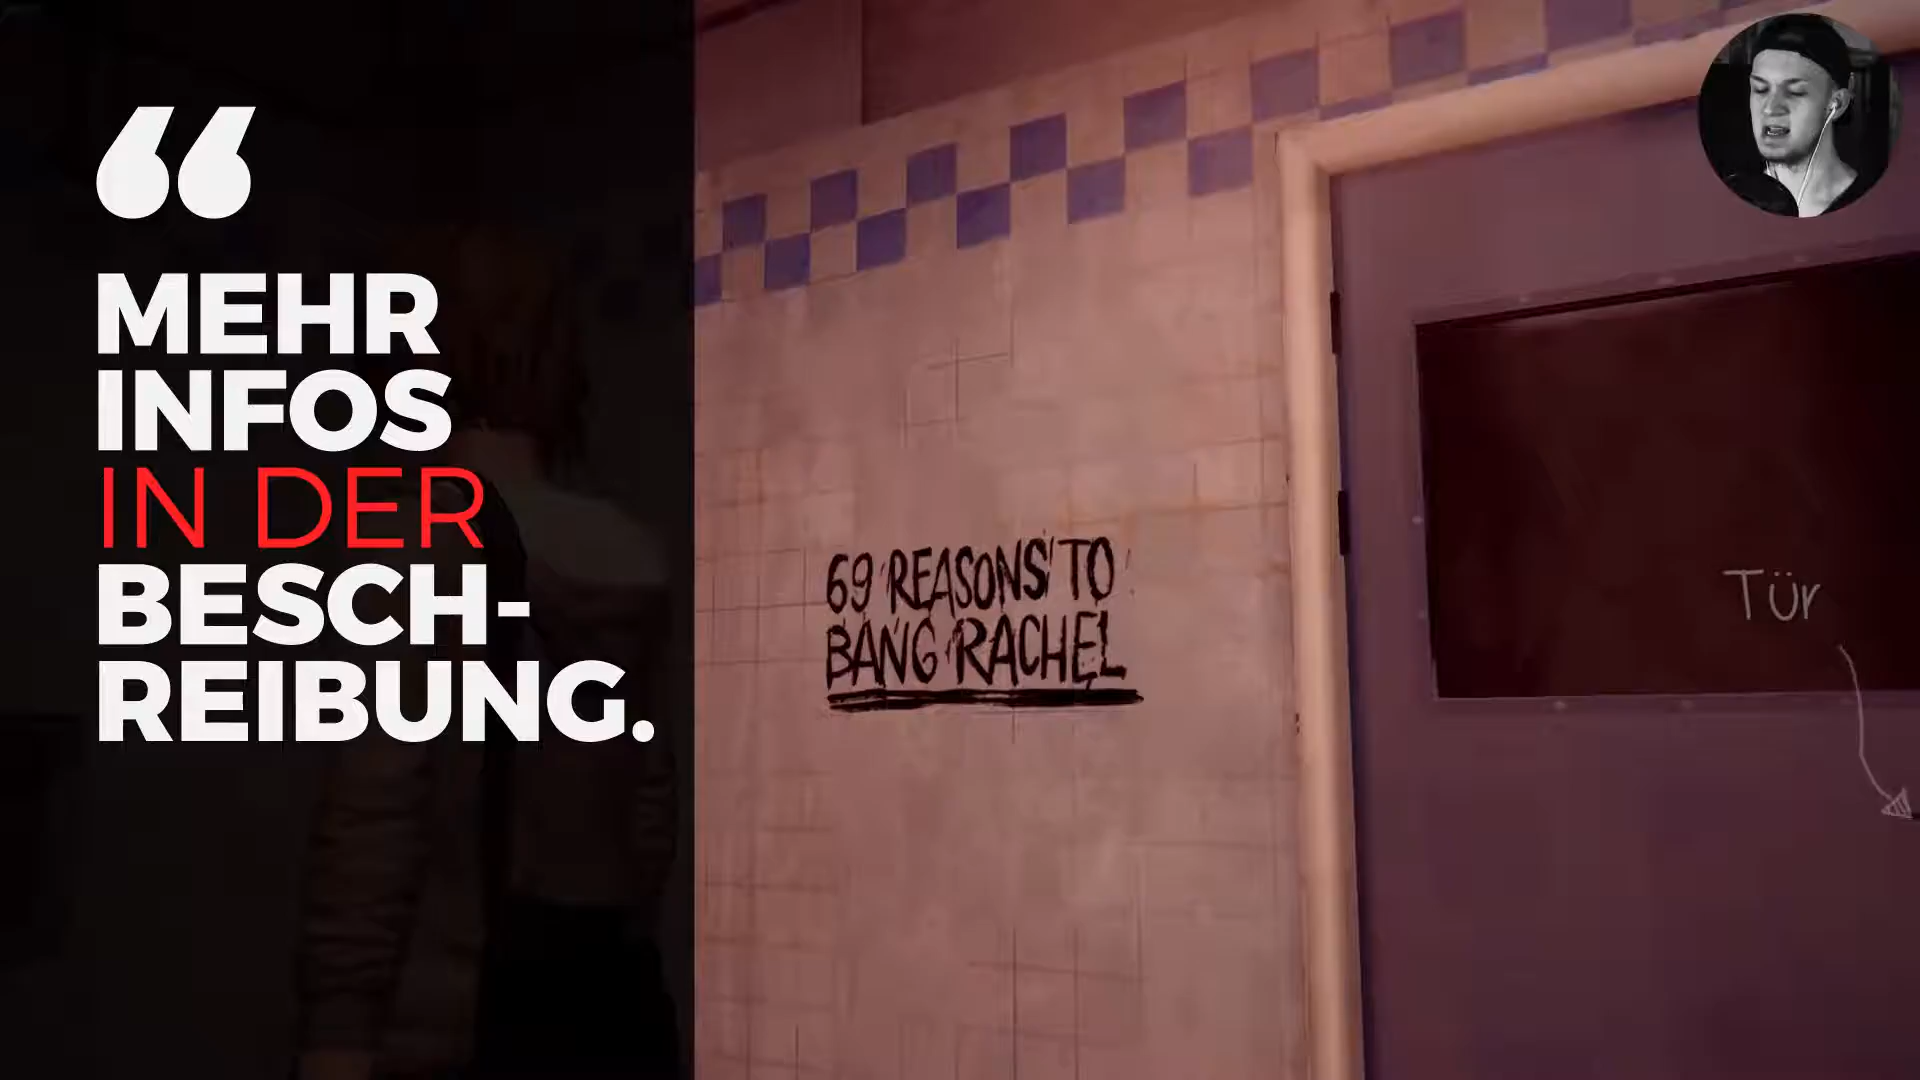 “
MEHR
INFOS
IN DER
BESCH-
REIBUNG.
69 REASONS TO
BANG RACHEL
Tür